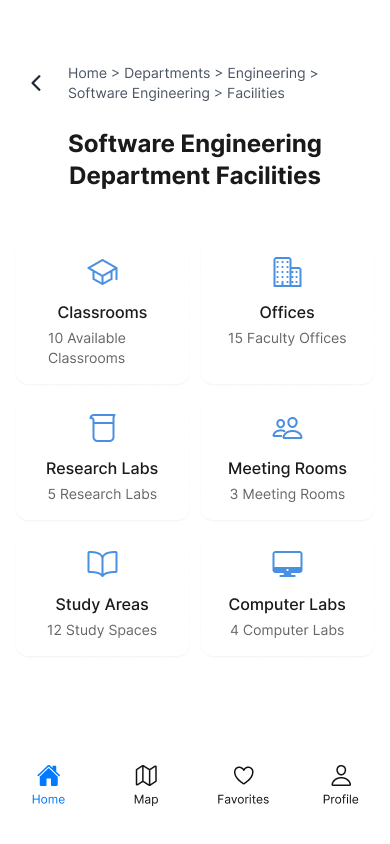 Home > Departments > Engineering >
Software Engineering > Facilities
Software Engineering
Department Facilities
Classrooms
10 Available
Classrooms
Offices
15 Faculty Offices
Research Labs
5 Research Labs
Meeting Rooms
3 Meeting Rooms
Study Areas
12 Study Spaces
Computer Labs
4 Computer Labs
Home
Map
Favorites
Profile